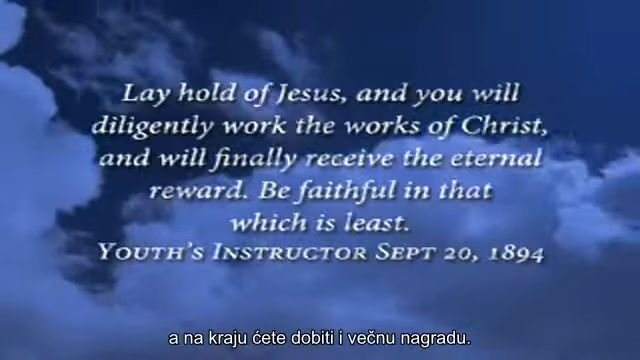 Lay hold of Jesus, and you will
diligently work the works of Christ,
and will finally receive the eternal
reward. Be faithful in that
which is least.
YOUTH'S INSTRUCTOR SEPT 20, 1894
a na kraju ćete dobiti i večnu nagradu.